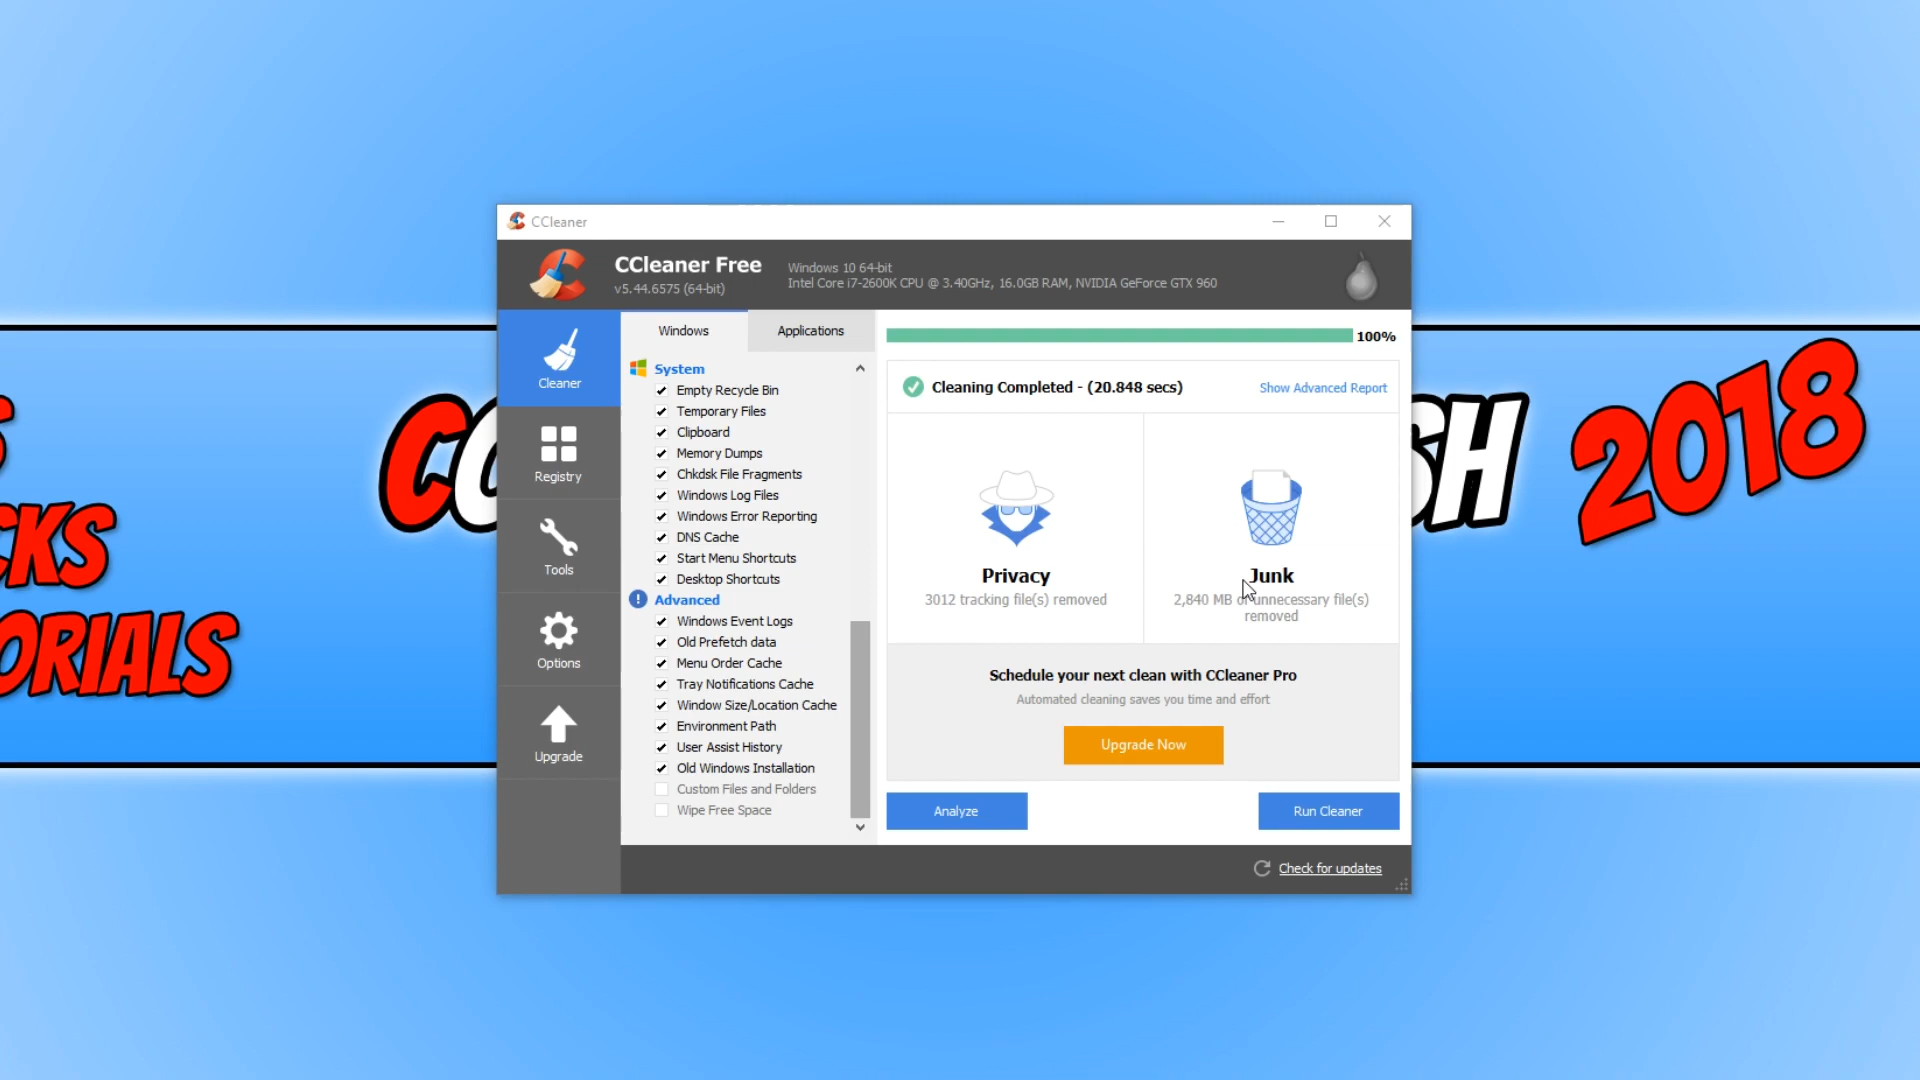 CCleaner
CCleaner Free
v5.44.6575 (64-bit)
Windows 10 64-bit
Intel Core i7-2600K CPU @ 3.40GHz, 16.0GB RAM, NVIDIA GeForce GTX 960
Cleaner
Registry
Tools
Options
Upgrade
Windows
Applications
System
Empty Recycle Bin
Temporary Files
Clipboard
Memory Dumps
Chkdsk File Fragments
Windows Log Files
Windows Error Reporting
DNS Cache
Start Menu Shortcuts
Desktop Shortcuts
Advanced
Windows Event Logs
Old Prefetch data
Menu Order Cache
Tray Notifications Cache
Window Size/Location Cache
Environment Path
User Assist History
Old Windows Installation
Custom Files and Folders
Wipe Free Space
100%
Cleaning Completed - (20.848 secs)
Show Advanced Report
Privacy
3012 tracking file(s) removed
Junk
2,840 MB of unnecessary file(s)
removed
Schedule your next clean with CCleaner Pro
Automated cleaning saves you time and effort
Upgrade Now
Analyze
Run Cleaner
Check for updates
2018